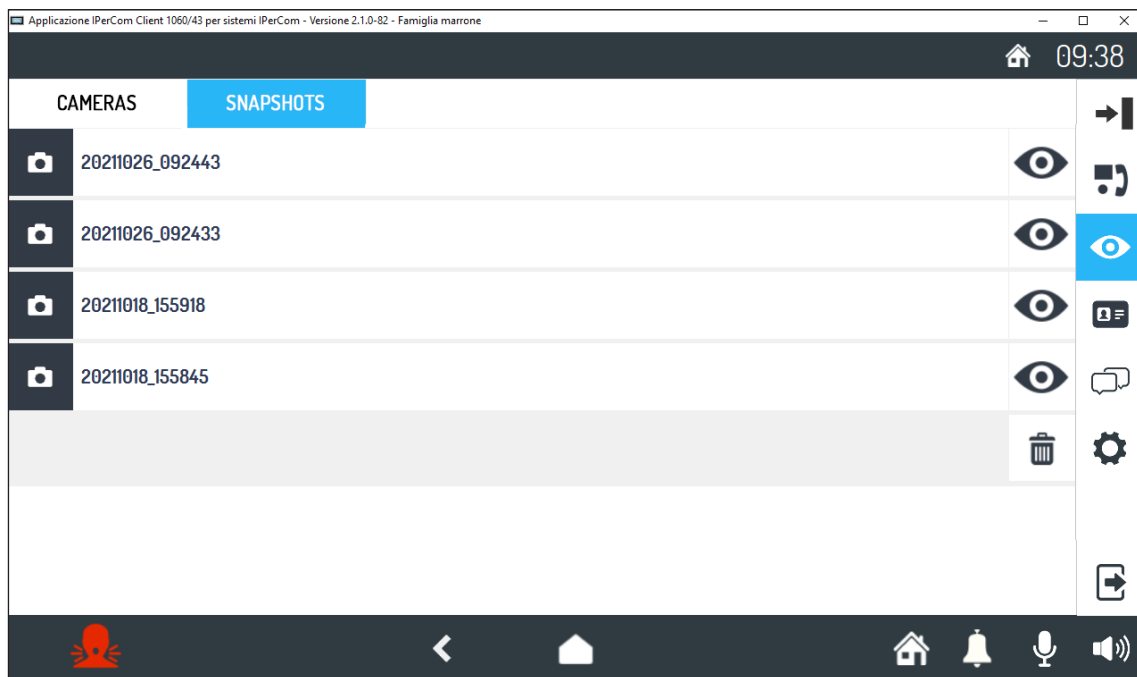 Applicazione IPerCom Client 1060/43 per sistemi IPerCom - Versione 2.1.0-82 - Famiglia marrone
09:38
CAMERAS SNAPSHOTS
20211026_092443
20211026_092433
20211018_155918
20211018_155845